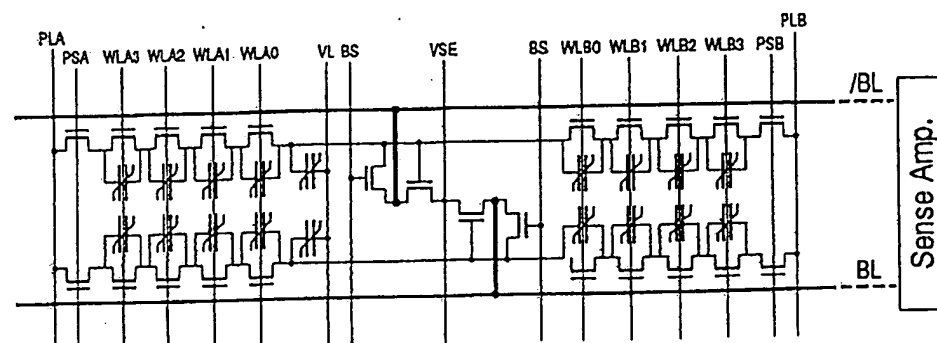 PLA PSA WLA3 WLA2 WLA1 WLA0 VL BS VSE BS WLB0 WLB1 WLB2 WLB3 PSB PLB
/BL
BL
Sense Amp.